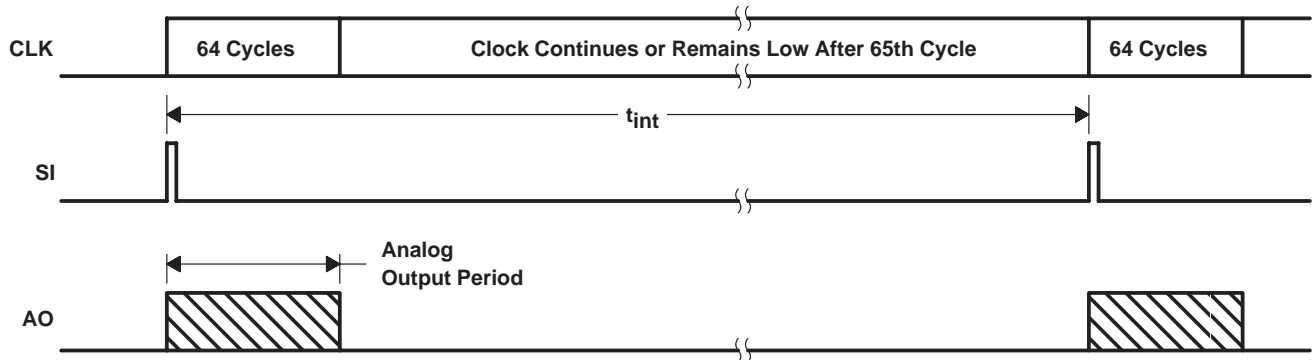 CLK
64 Cycles
Clock Continues or Remains Low After 65th Cycle
64 Cycles
tint
SI
Analog
Output Period
AO